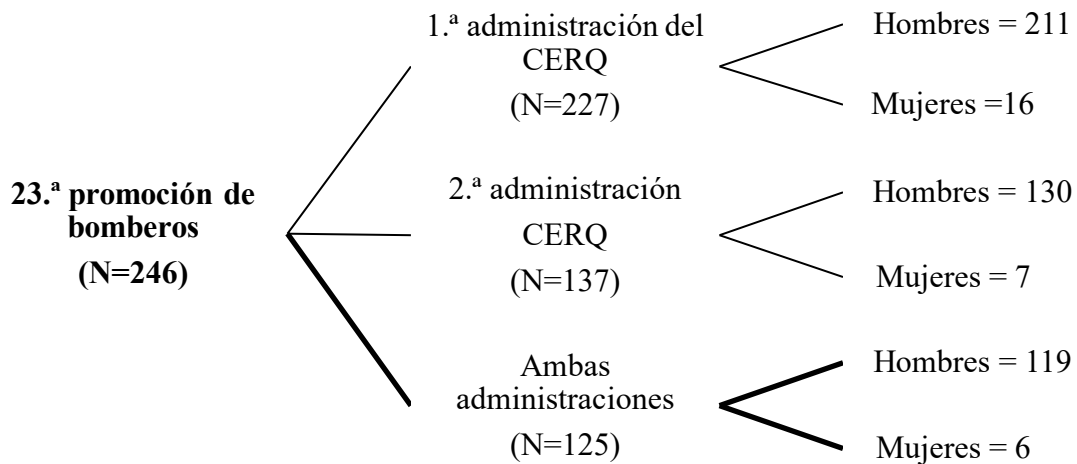 23.ª promoción de
bomberos
(N=246)
1.ª administración del
CERQ
(N=227)
Hombres = 211
Mujeres =16
2.ª administración
CERQ
(N=137)
Hombres = 130
Mujeres = 7
Ambas
administraciones
(N=125)
Hombres = 119
Mujeres = 6